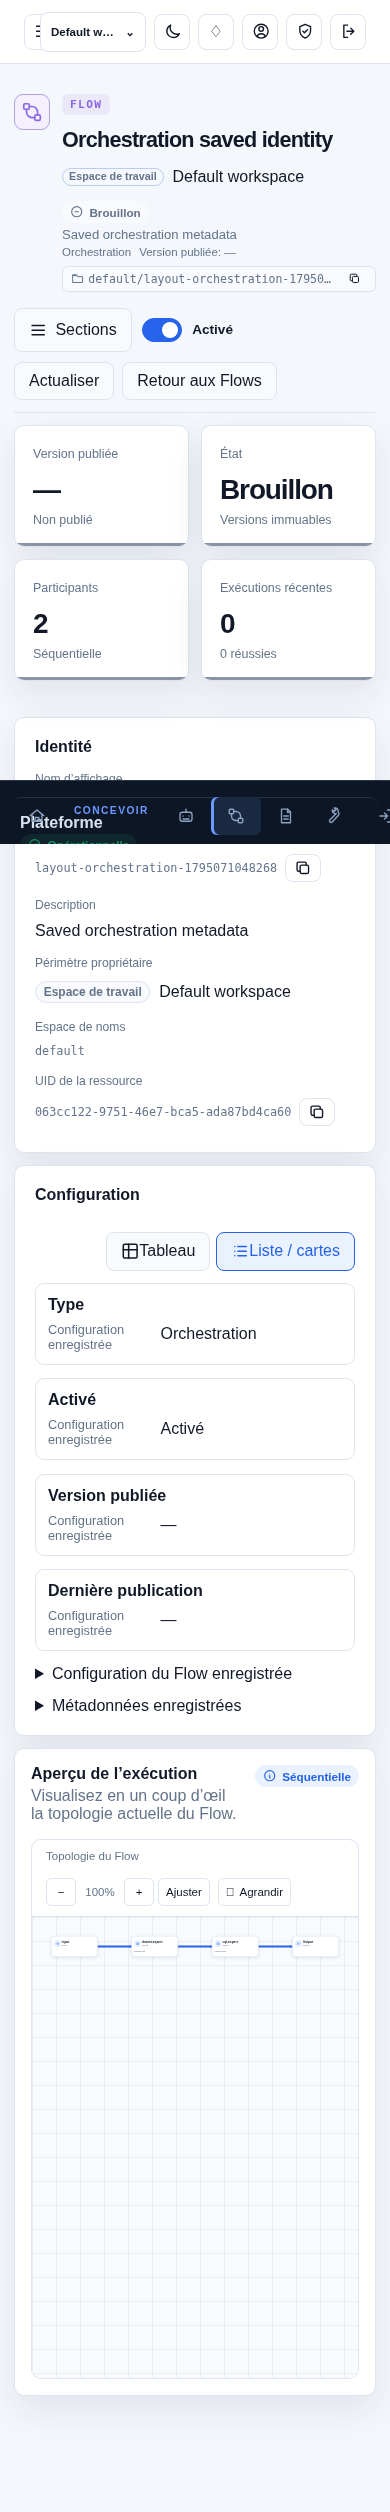 Default w… ⌄
FLOW
Orchestration saved identity
Espace de travail Default workspace
Brouillon
Saved orchestration metadata
Orchestration Version publiée: —
default/layout-orchestration-17950…
Sections Activé
Actualiser Retour aux Flows
Version publiée
—
Non publié
État
Brouillon
Versions immuables
Participants
2
Séquentielle
Exécutions récentes
0
0 réussies
Identité
Nom d’affichage
CONCEVOIR
Plateforme
layout-orchestration-1795071048268
Description
Saved orchestration metadata
Périmètre propriétaire
Espace de travail Default workspace
Espace de noms
default
UID de la ressource
063cc122-9751-46e7-bca5-ada87bd4ca60
Configuration
Tableau Liste / cartes
Type
Configuration enregistrée Orchestration
Activé
Configuration enregistrée Activé
Version publiée
Configuration enregistrée —
Dernière publication
Configuration enregistrée —
Configuration du Flow enregistrée
Métadonnées enregistrées
Aperçu de l’exécution Séquentielle
Visualisez en un coup d’œil
la topologie actuelle du Flow.
Topologie du Flow
− 100% + Ajuster Agrandir
Input
Output